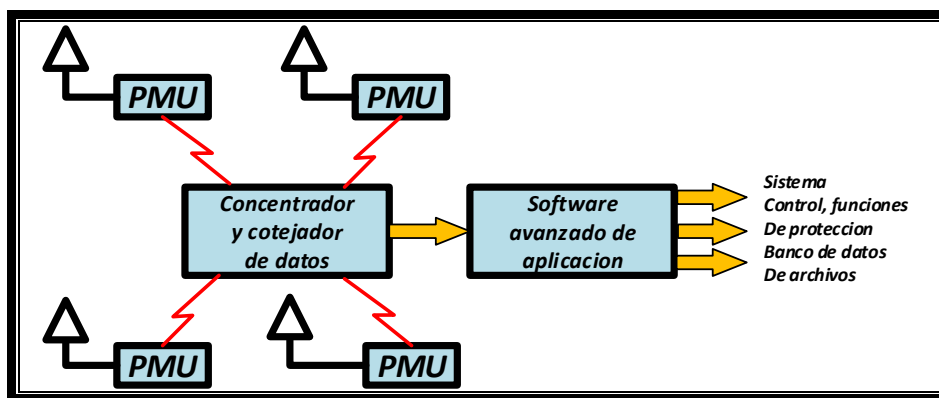 PMU
PMU
Concentrador
y cotejador
de datos
Software
avanzado de
aplicacion
Sistema
Control, funciones
De proteccion
Banco de datos
De archivos
PMU
PMU